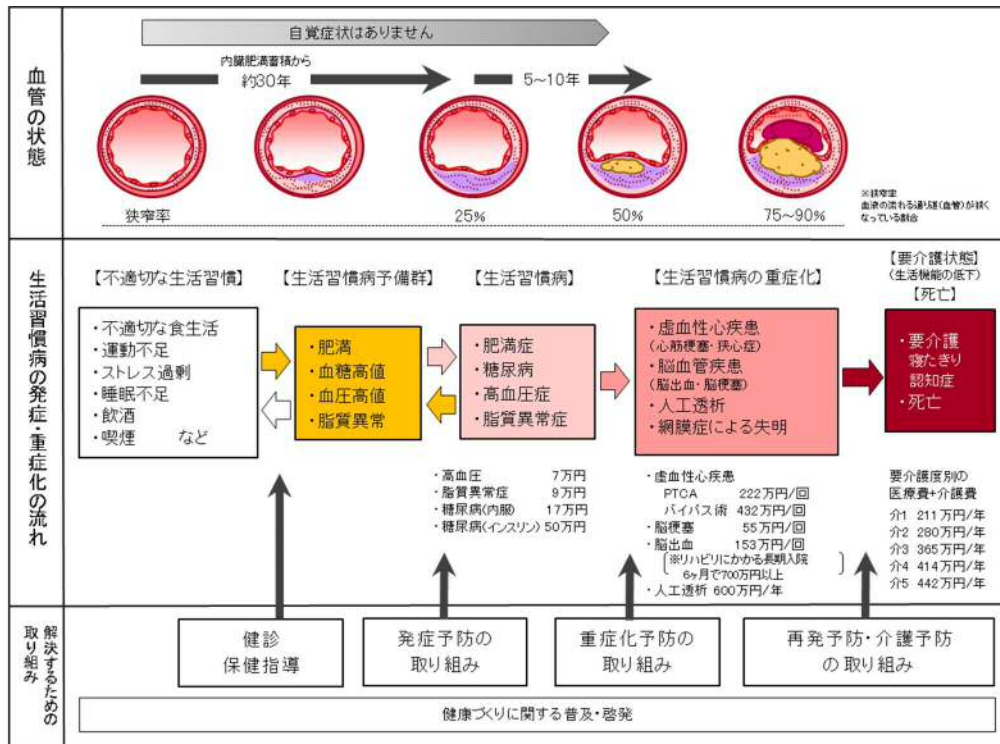 血管の状態
自覚症状はありません
内臓肥満蓄積から
約30年
5～10年
狭窄率
25%
50%
75～90%
※狭窄率
血液の流れる通り道(血管)が狭く
なっている割合
生活習慣病の発症・重症化の流れ
【不適切な生活習慣】
・不適切な食生活
・運動不足
・ストレス過剰
・睡眠不足
・飲酒
・喫煙 など
【生活習慣病予備群】
・肥満
・血糖高値
・血圧高値
・脂質異常
【生活習慣病】
・肥満症
・糖尿病
・高血圧症
・脂質異常症
【生活習慣病の重症化】
・虚血性心疾患
(心筋梗塞・狭心症)
・脳血管疾患
(脳出血・脳梗塞)
・人工透析
・網膜症による失明
【要介護状態】
(生活機能の低下)
【死亡】
・要介護
寝たきり
認知症
・死亡
・高血圧 7万円
・脂質異常症 9万円
・糖尿病(内服) 17万円
・糖尿病(インスリン) 50万円
・虚血性心疾患
PTCA 222万円/回
バイパス術 432万円/回
・脳梗塞 55万円/回
・脳出血 153万円/回
※リハビリにかかる長期入院
6ヶ月で700万円以上
・人工透析 600万円/年
要介護度別の
医療費+介護費
介1 211万円/年
介2 280万円/年
介3 365万円/年
介4 414万円/年
介5 442万円/年
解決するための
取り組み
健診
保健指導
発症予防の
取り組み
重症化予防の
取り組み
再発予防・介護予防
の取り組み
健康づくりに関する普及・啓発